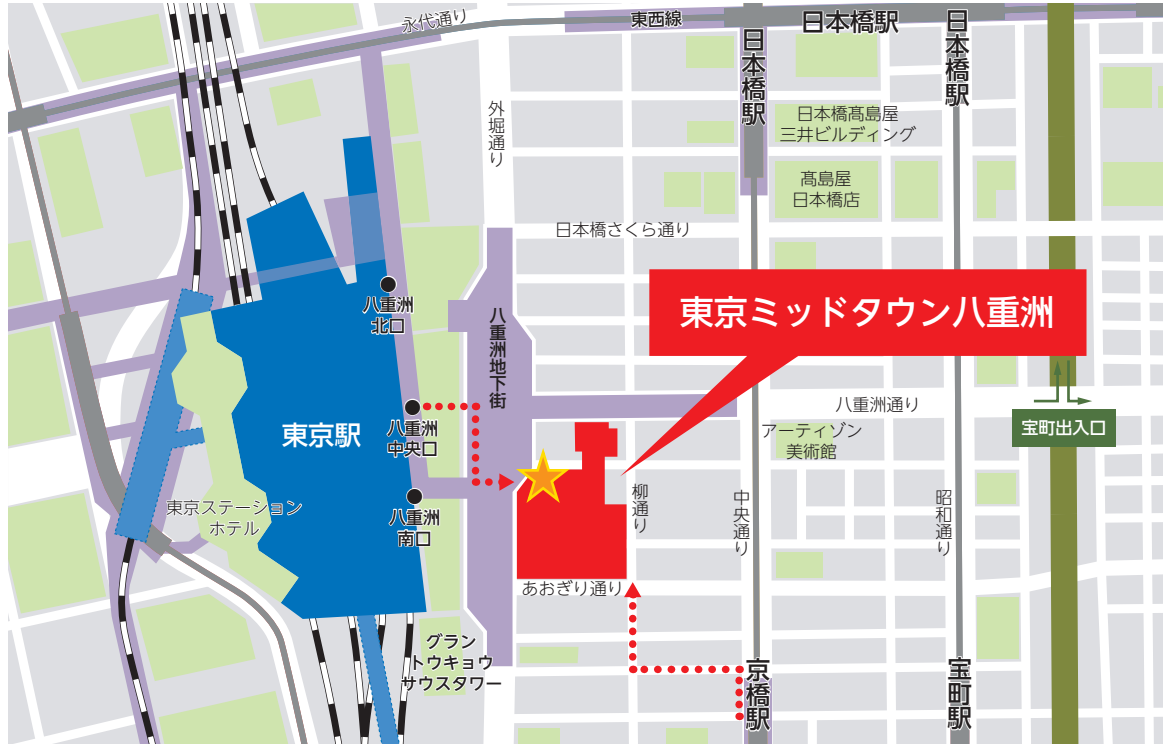 永代通り
東西線
日本橋駅
日本橋駅
日本橋駅
外堀通り
日本橋髙島屋
三井ビルディング
髙島屋
日本橋店
日本橋さくら通り
東京ミッドタウン八重洲
八重洲
北口
八重洲地下街
八重洲通り
宝町出入口
東京駅
八重洲
中央口
アーティゾン
美術館
東京ステーション
ホテル
八重洲
南口
柳通り
中央通り
昭和通り
あおぎり通り
グラン
トウキョウ
サウスタワー
京橋駅
宝町駅